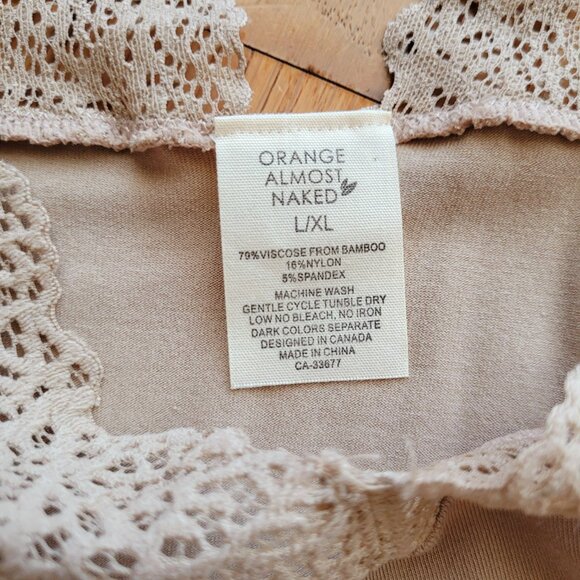 ORANGE
ALMOST
NAKED
L/XL
79%VISCOSE FROM BAMBOO
16%NYLON
5%SPANDEX
MACHINE WASH
GENTLE CYCLE TUNBLE DRY
LOW NO BLEACH, NO IRON
DARK COLORS SEPARATE
DESIGNED IN CANADA
MADE IN CHINA
CA-33677